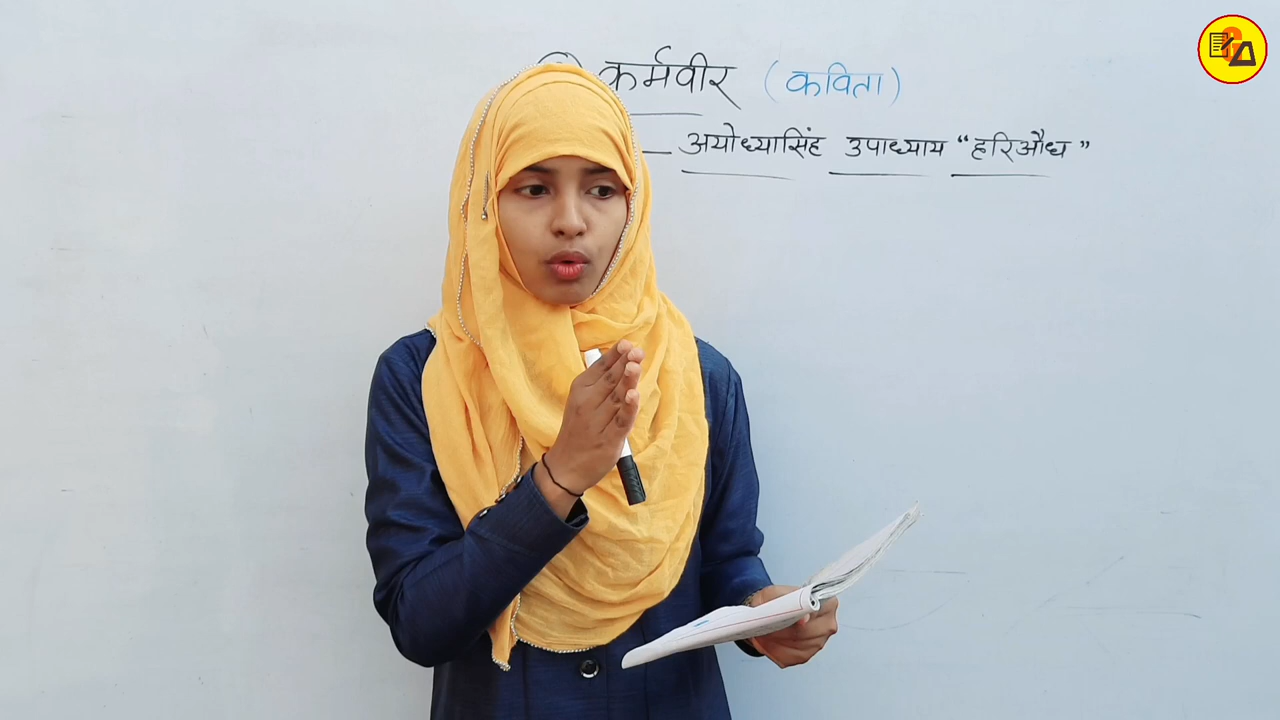 कर्मवीर (कविता)
— अयोध्यासिंह उपाध्याय “हरिऔध”